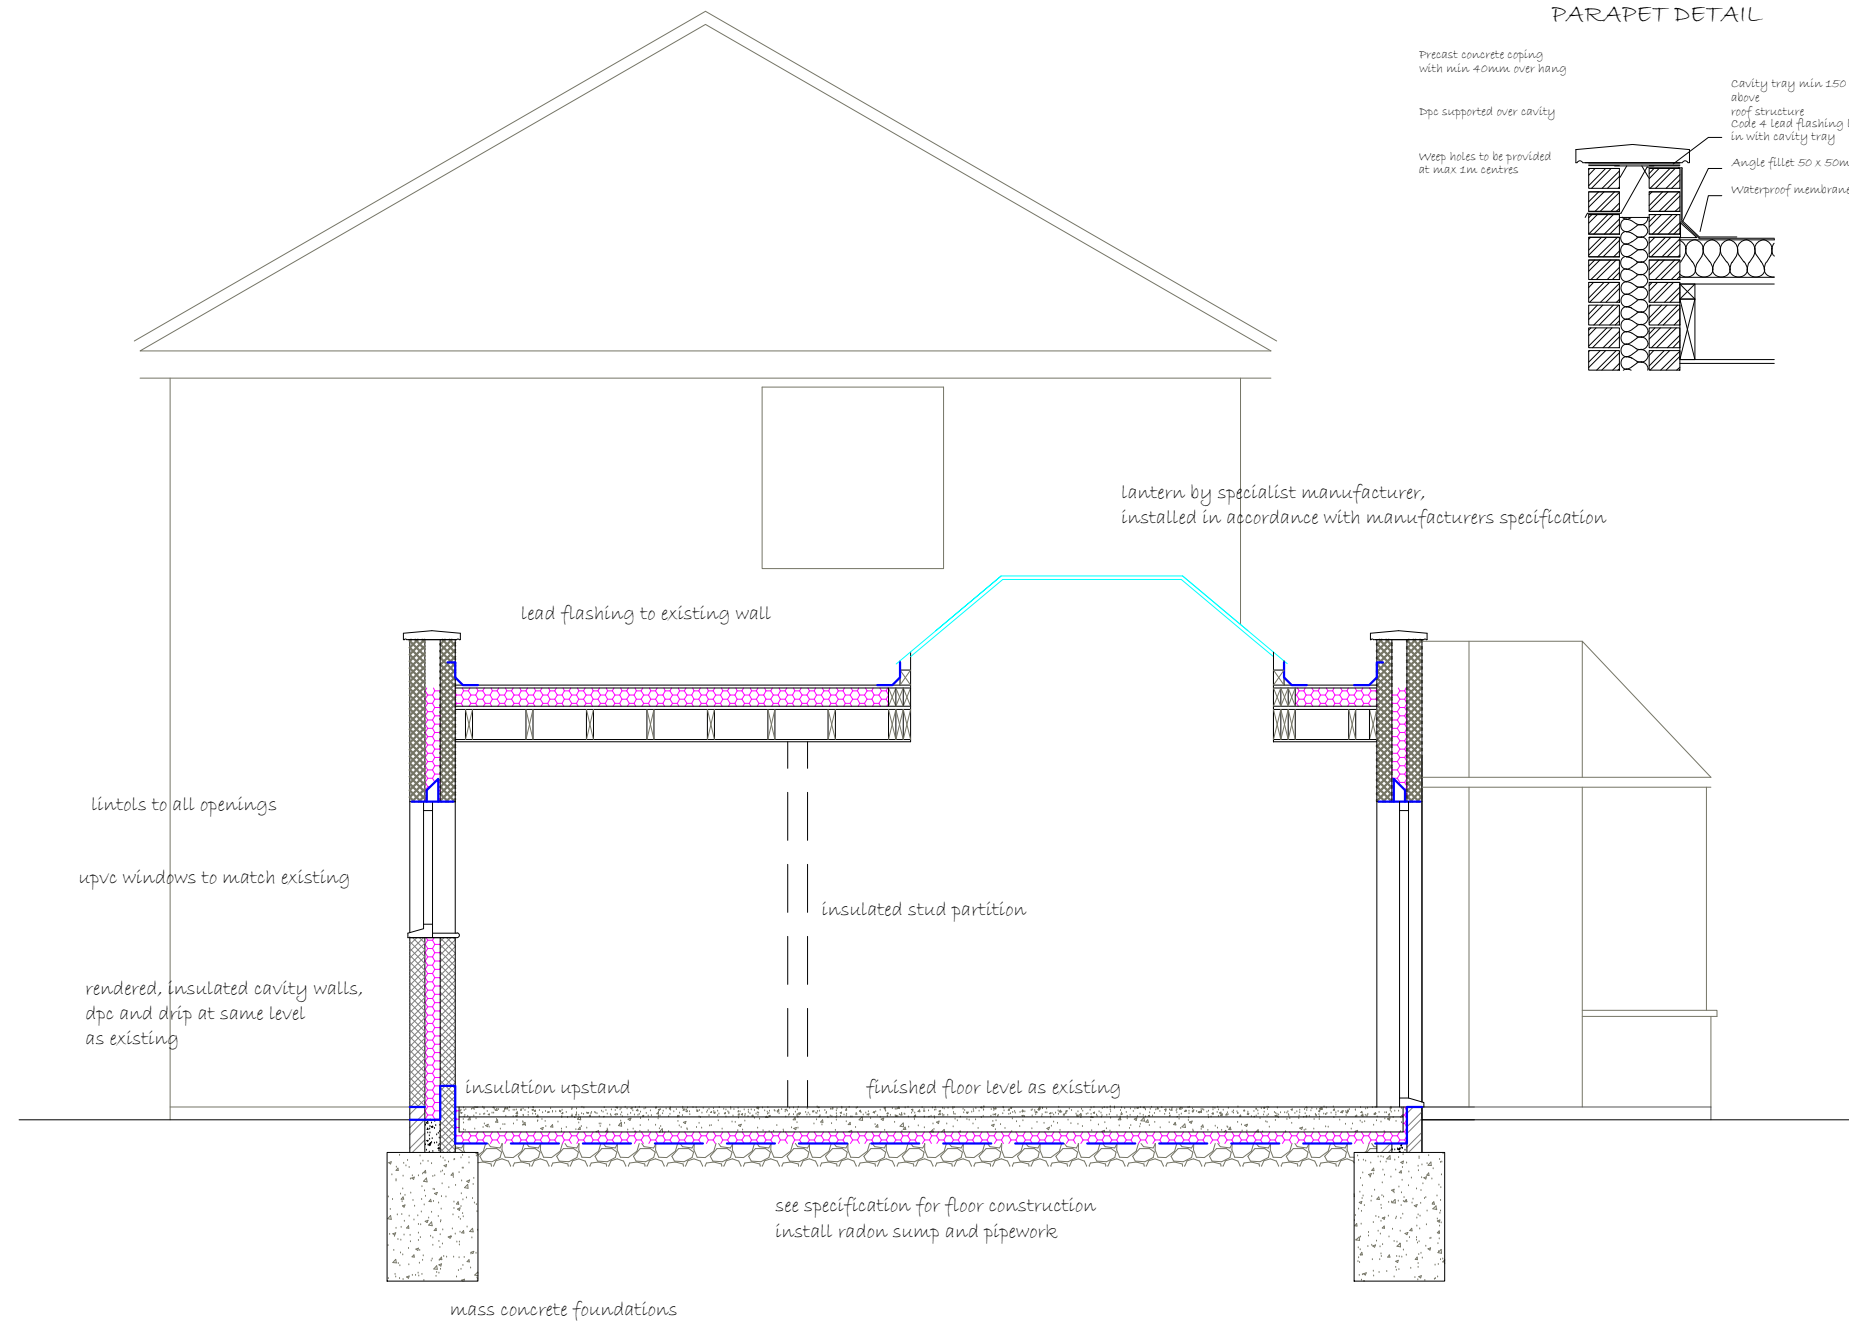 PARAPET DETAIL
Precast concrete coping
with min 40mm over hang
Dpc supported over cavity
Weep holes to be provided
at max 1m centres
Cavity tray min 150
above
roof structure
Code 4 lead flashing
in with cavity tray
Angle fillet 50 x 50m
Waterproof membrane
lantern by specialist manufacturer,
installed in accordance with manufacturers specification
lead flashing to existing wall
lintols to all openings
upvc windows to match existing
insulated stud partition
rendered, insulated cavity walls,
dpc and drip at same level
as existing
insulation upstand
finished floor level as existing
see specification for floor construction
install radon sump and pipework
mass concrete foundations